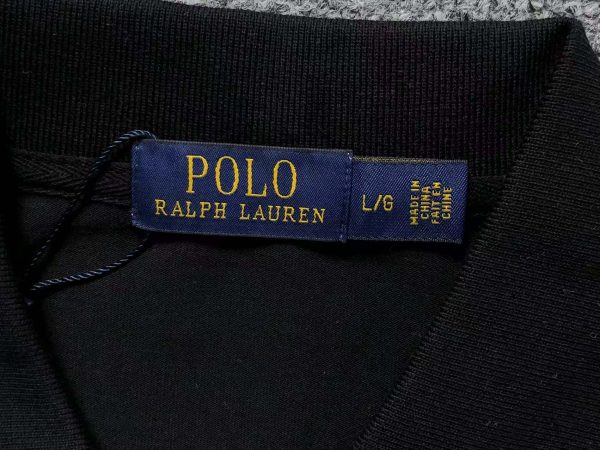 POLO
RALPH LAUREN
L/G
MADE IN
CHINA
FAIT EN
CHINE